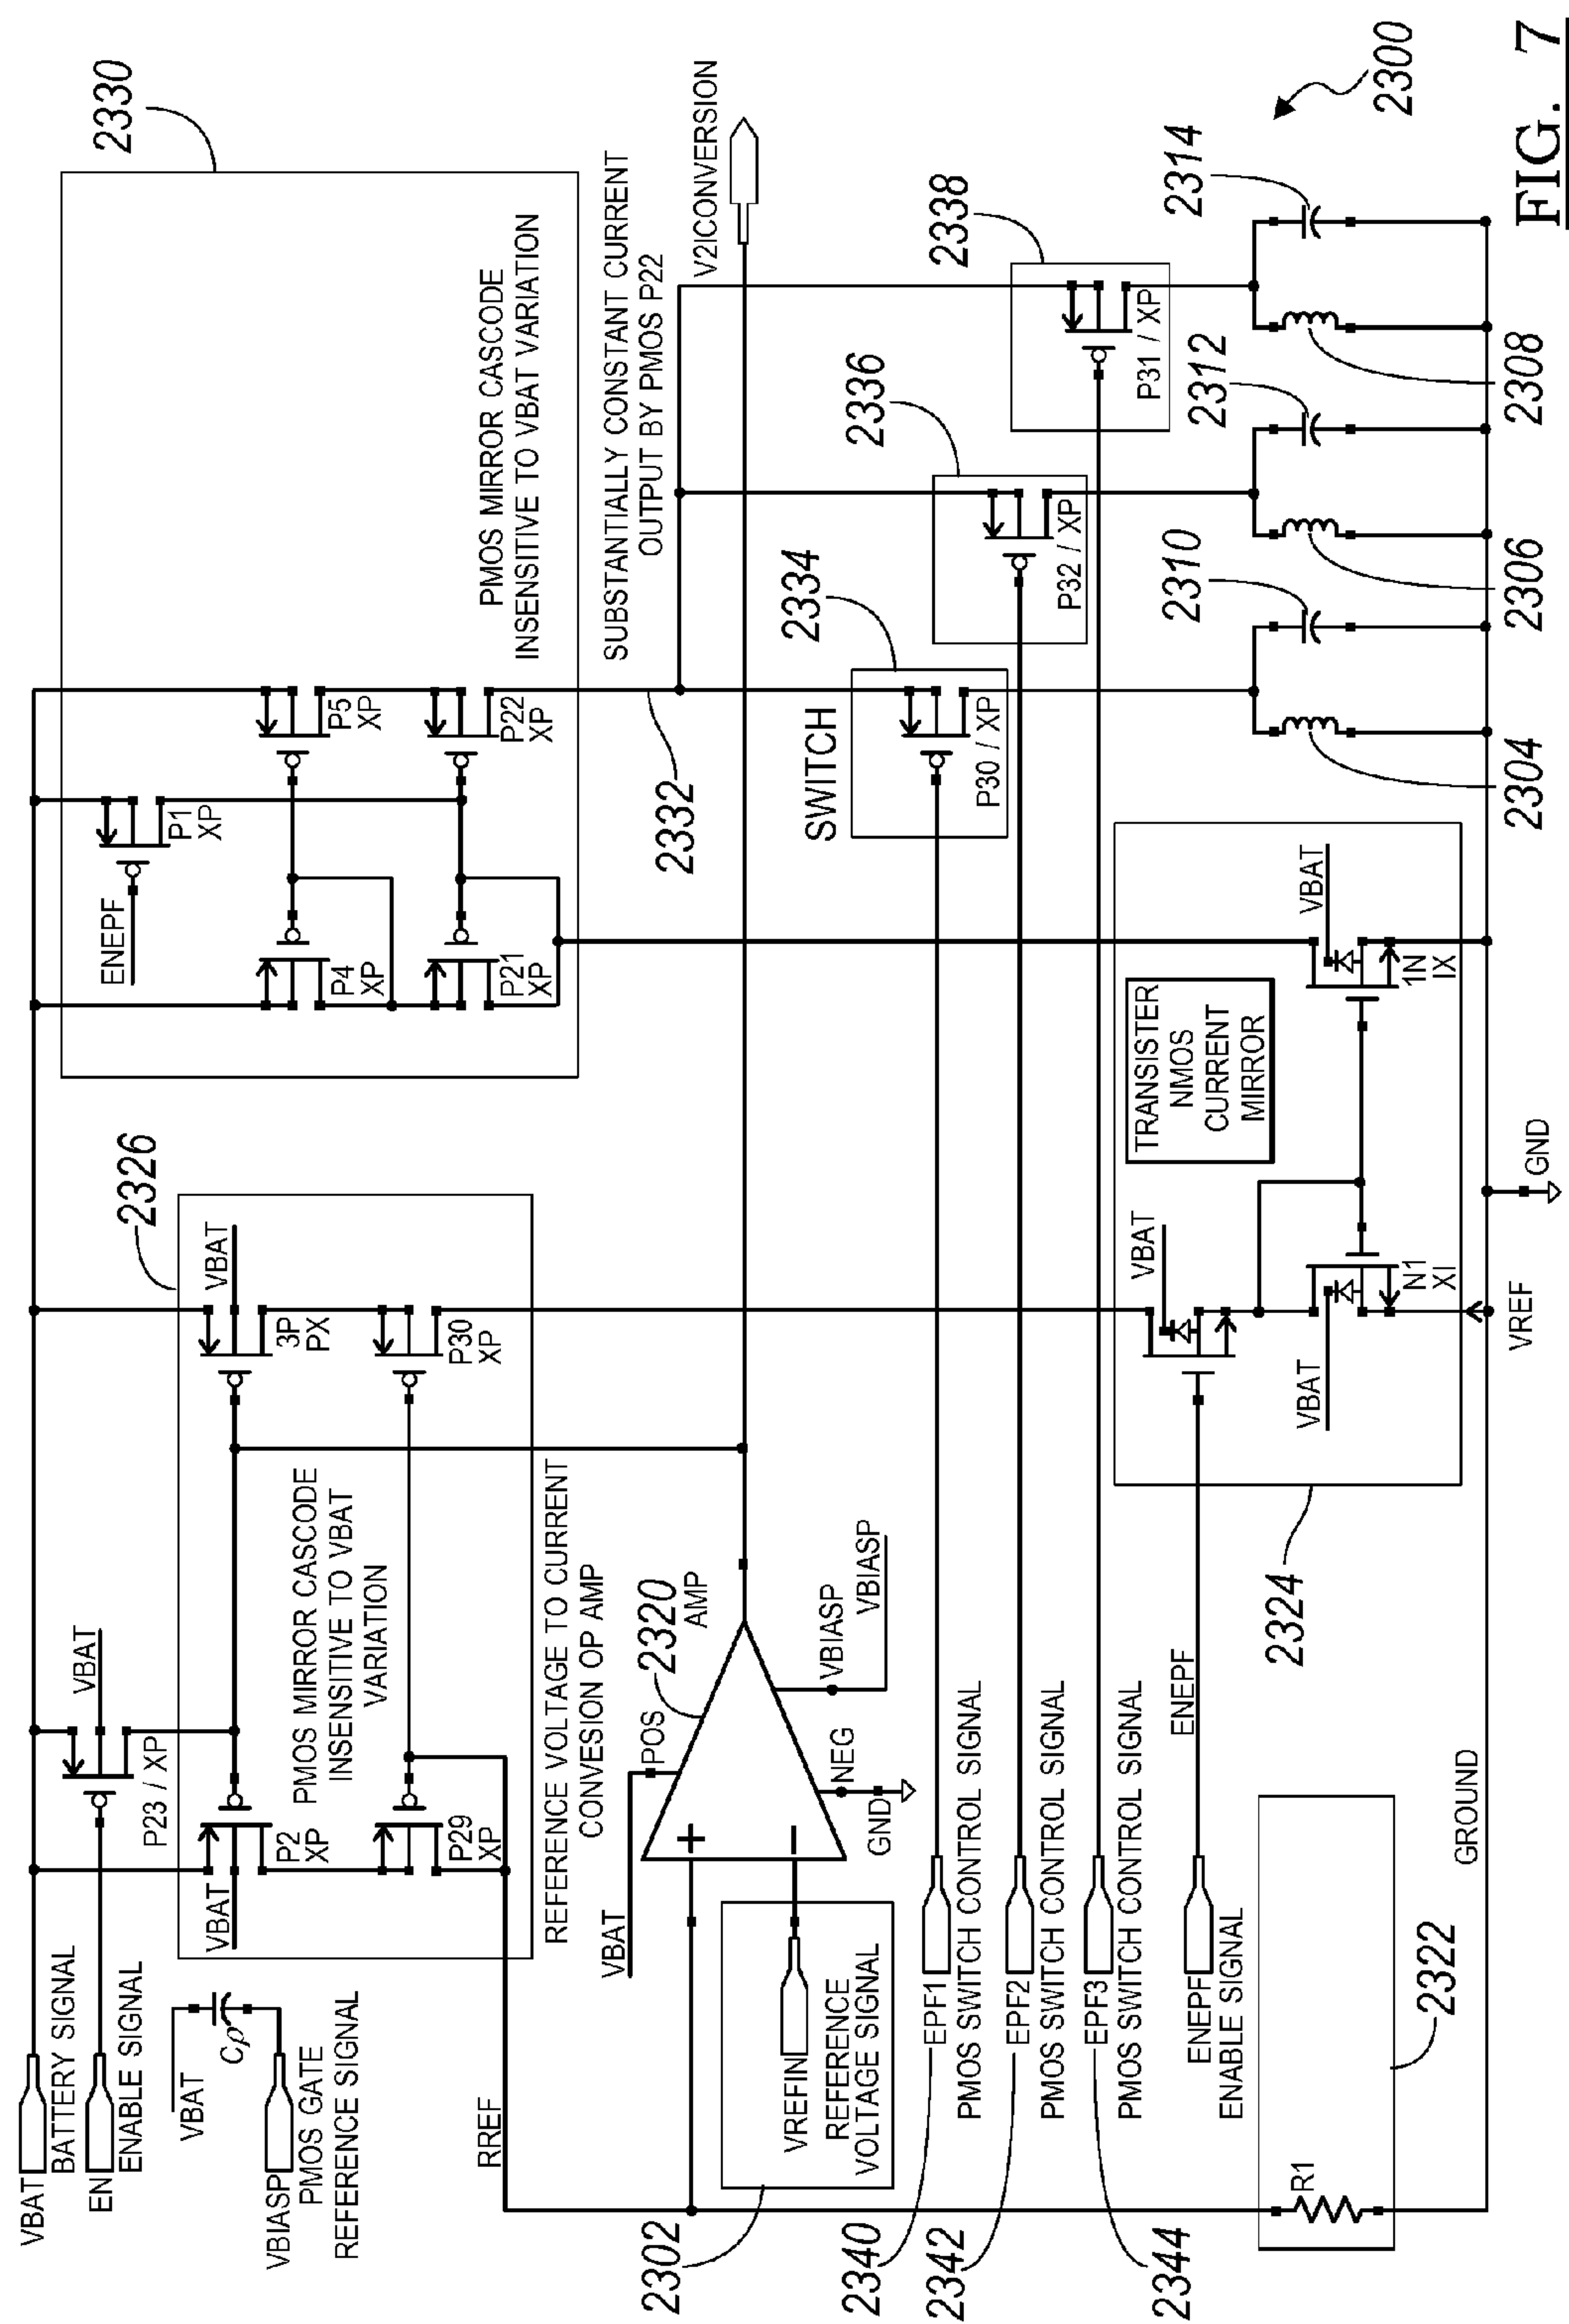 VBAT
BATTERY SIGNAL
EN
ENABLE SIGNAL
VBAT
Cρ
VBIASP
PMOS GATE
REFERENCE SIGNAL
P23 / XP
VBAT
2326
VBAT
P2
XP
PMOS MIRROR CASCODE
INSENSITIVE TO VBAT
VARIATION
P29
XP
VBAT
3P
PX
P30
XP
ENEPF
P1
XP
P4
XP
P5
XP
P21
XP
P22
XP
2330
PMOS MIRROR CASCODE
INSENSITIVE TO VBAT VARIATION
RREF
REFERENCE VOLTAGE TO CURRENT
CONVESION OP AMP
2320
AMP
VBAT
POS
+
−
NEG
GND
VBIASP
VBIASP
2302
VREFIN
REFERENCE
VOLTAGE SIGNAL
SUBSTANTIALLY CONSTANT CURRENT
OUTPUT BY PMOS P22
V2ICONVERSION
2332
SWITCH
2334
P30 / XP
2336
P32 / XP
2338
P31 / XP
2340
EPF1
PMOS SWITCH CONTROL SIGNAL
2342
EPF2
PMOS SWITCH CONTROL SIGNAL
2344
EPF3
PMOS SWITCH CONTROL SIGNAL
ENEPF
ENABLE SIGNAL
ENEPF
2324
VBAT
TRANSISTER
NMOS
CURRENT
MIRROR
VBAT
N1
XI
VBAT
1N
IX
2322
R1
GROUND
VREF
GND
2310
2312
2314
2304
2306
2308
2300
FIG. 7